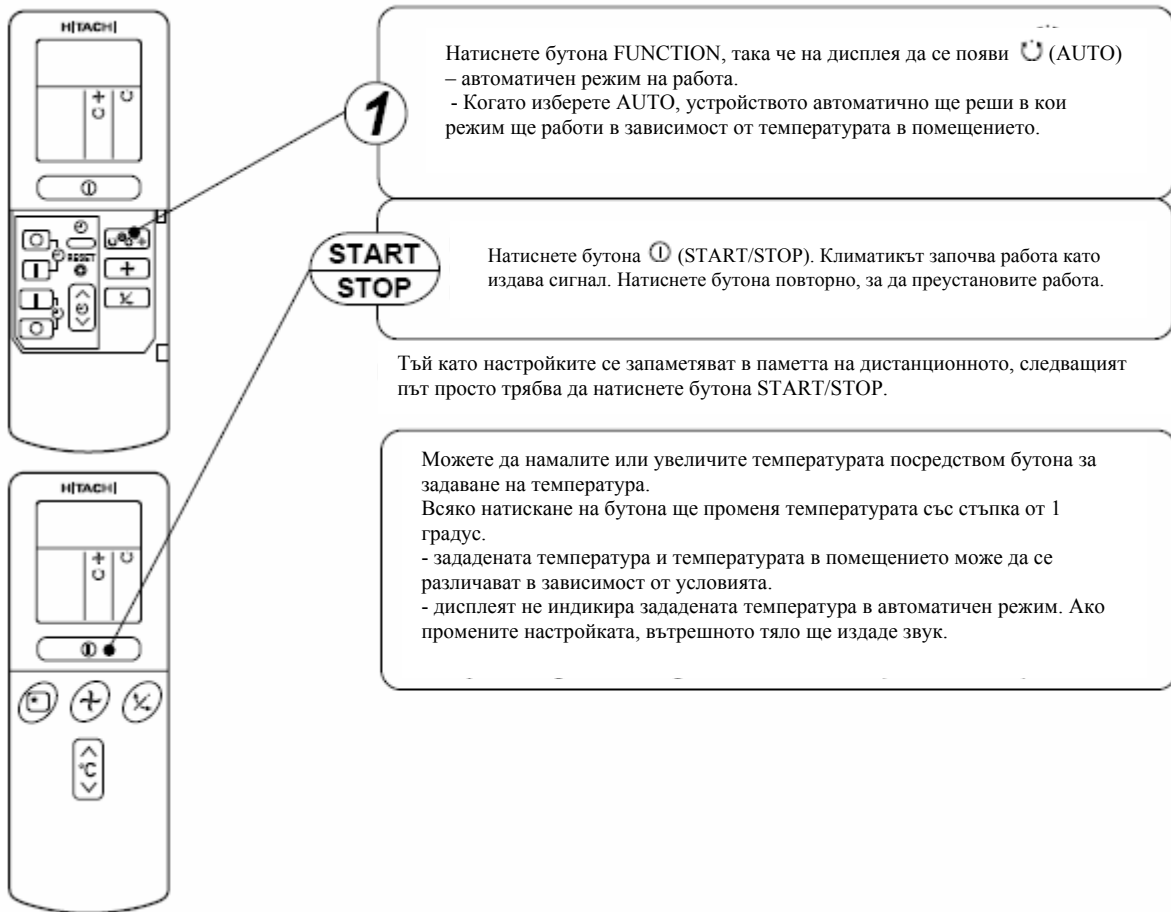 HITACHI
RESET
1
Натиснете бутона FUNCTION, така че на дисплея да се появи (AUTO)
– автоматичен режим на работа.
- Когато изберете AUTO, устройството автоматично ще реши в кои
режим ще работи в зависимост от температурата в помещението.
START
STOP
Натиснете бутона (START/STOP). Климатикът започва работа като
издава сигнал. Натиснете бутона повторно, за да преустановите работа.
Тъй като настройките се запаметяват в паметта на дистанционното, следващият
път просто трябва да натиснете бутона START/STOP.
HITACHI
°C
Можете да намалите или увеличите температурата посредством бутона за
задаване на температура.
Всяко натискане на бутона ще променя температурата със стъпка от 1
градус.
- зададената температура и температурата в помещението може да се
различават в зависимост от условията.
- дисплеят не индикира зададената температура в автоматичен режим. Ако
промените настройката, вътрешното тяло ще издаде звук.